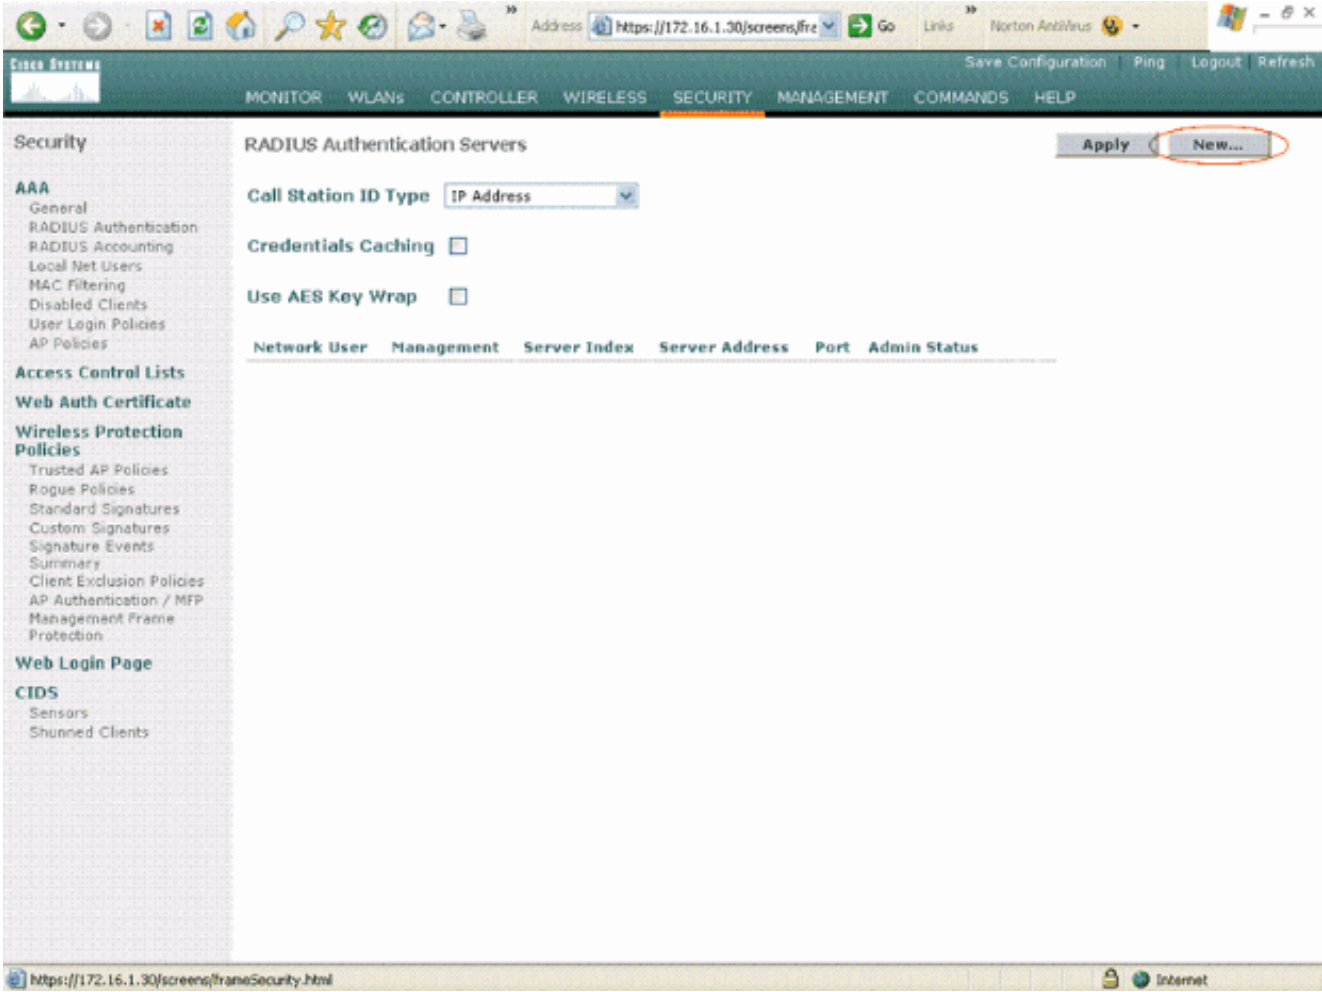 » Address https://172.16.1.30/screens/fra Go Links » Norton AntiVirus
CISCO SYSTEMS
Save Configuration | Ping | Logout | Refresh
MONITOR WLANs CONTROLLER WIRELESS SECURITY MANAGEMENT COMMANDS HELP
Security
AAA
General
RADIUS Authentication
RADIUS Accounting
Local Net Users
MAC Filtering
Disabled Clients
User Login Policies
AP Policies
Access Control Lists
Web Auth Certificate
Wireless Protection
Policies
Trusted AP Policies
Rogue Policies
Standard Signatures
Custom Signatures
Signature Events
Summary
Client Exclusion Policies
AP Authentication / MFP
Management Frame
Protection
Web Login Page
CIDS
Sensors
Shunned Clients
RADIUS Authentication Servers
Apply New...
Call Station ID Type IP Address
Credentials Caching
Use AES Key Wrap
Network User Management Server Index Server Address Port Admin Status
https://172.16.1.30/screens/frameSecurity.html Internet